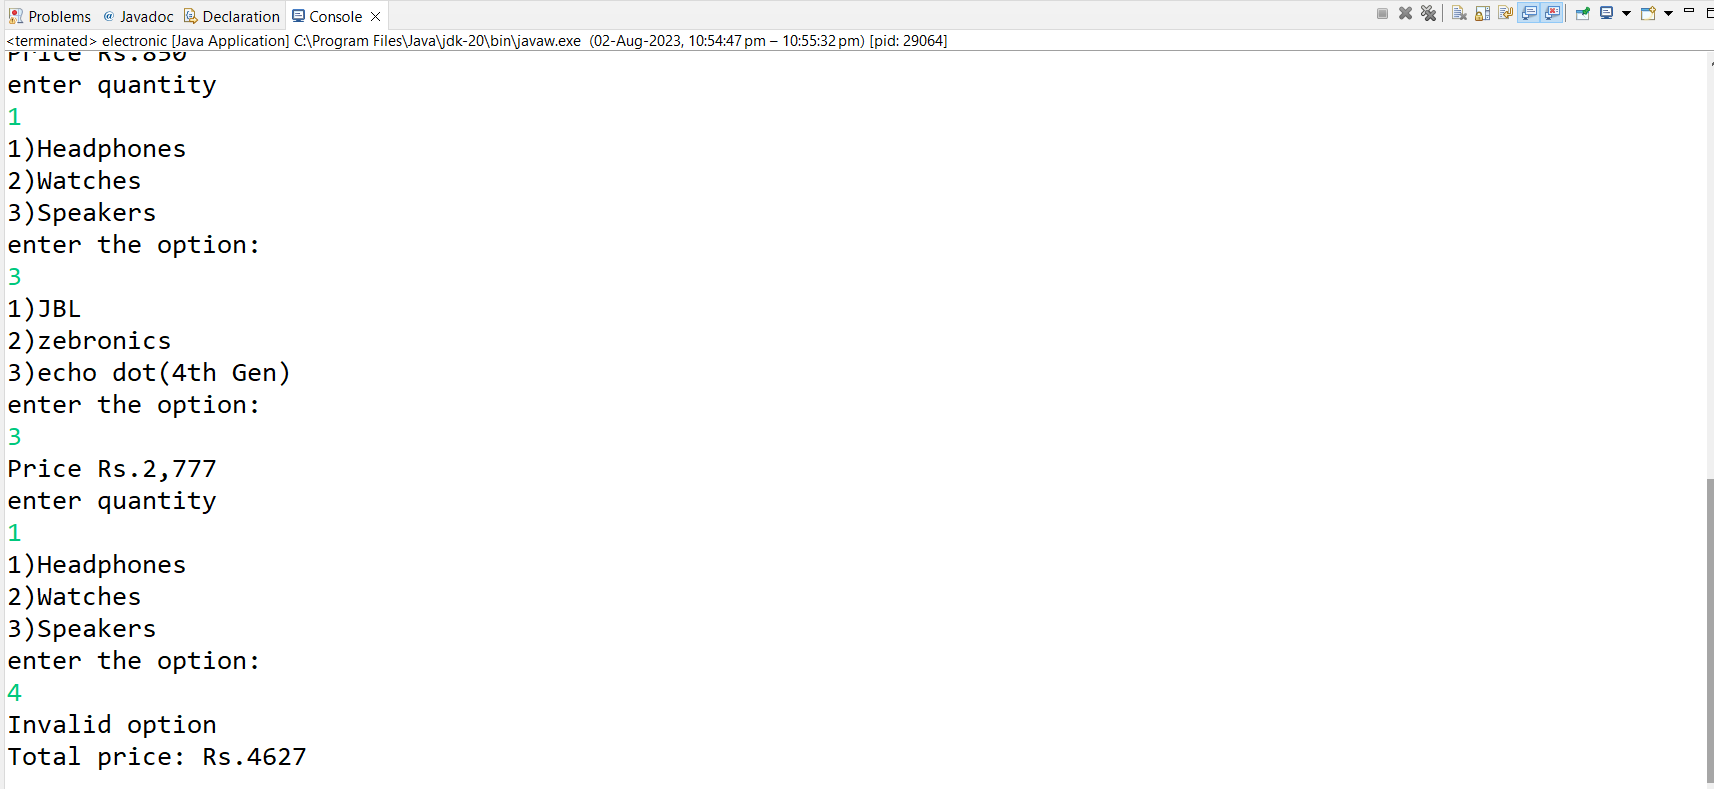 Problems @ Javadoc Declaration Console
<terminated> electronic [Java Application] C:\Program Files\Java\jdk-20\bin\javaw.exe (02-Aug-2023, 10:54:47 pm – 10:55:32 pm) [pid: 29064]
Price Rs.850
enter quantity
1
1)Headphones
2)Watches
3)Speakers
enter the option:
3
1)JBL
2)zebronics
3)echo dot(4th Gen)
enter the option:
3
Price Rs.2,777
enter quantity
1
1)Headphones
2)Watches
3)Speakers
enter the option:
4
Invalid option
Total price: Rs.4627